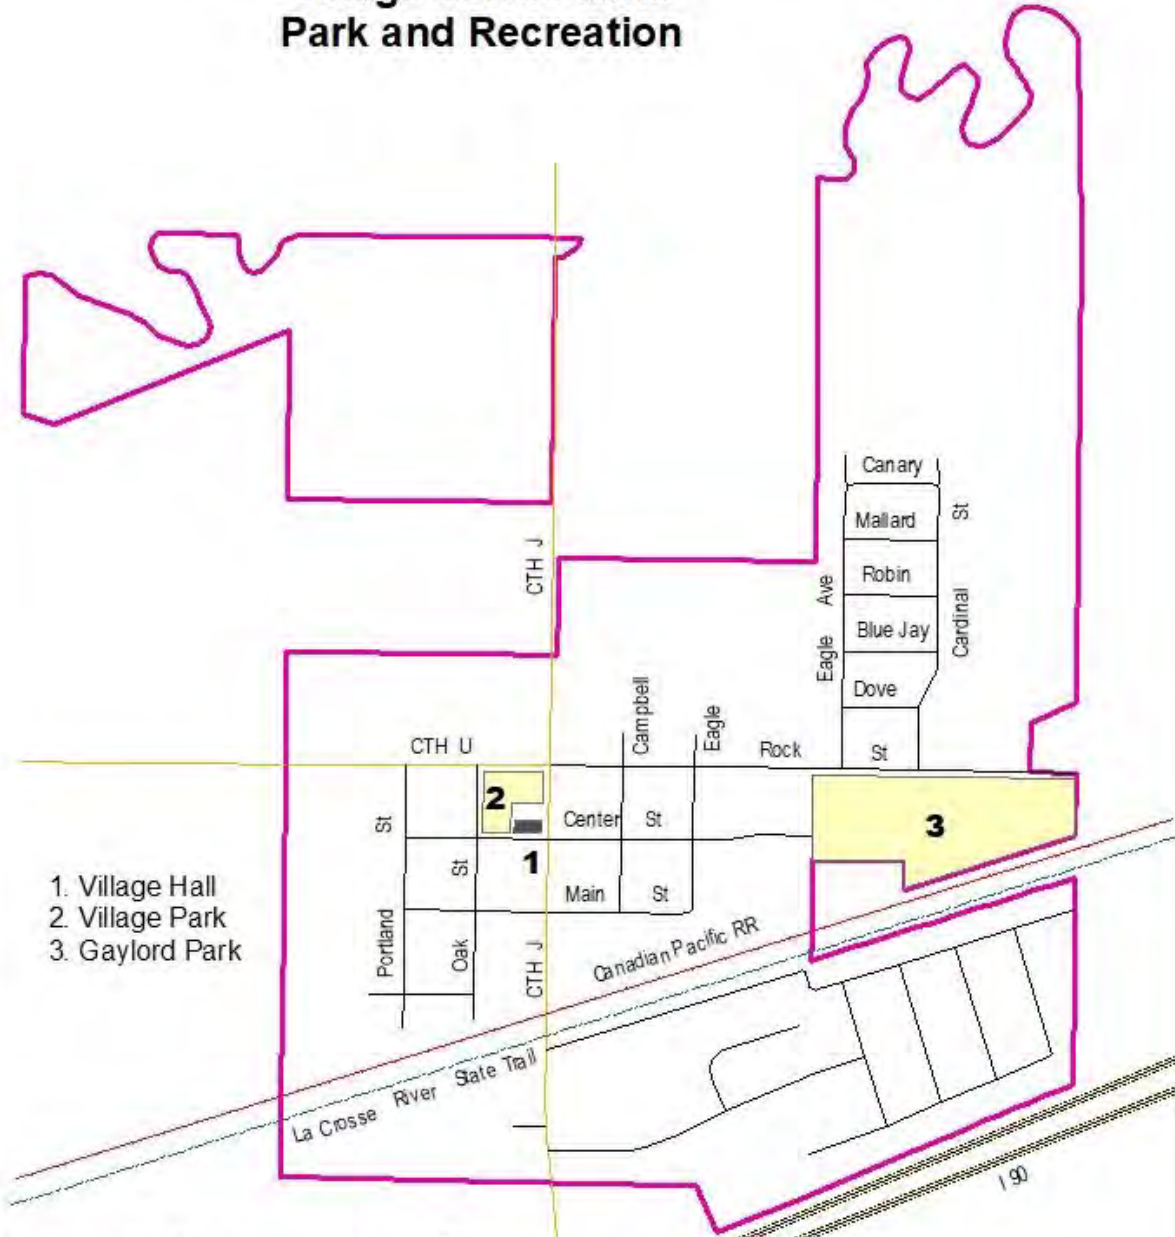 Park and Recreation
Canary
Mallard
St
CTH J
Robin
Ave
Cardinal
Blue Jay
Eagle
Dove
Campbell
Eagle
CTH U
Rock
St
2
St
Center
St
3
1
St
1. Village Hall
Main
St
2. Village Park
3. Gaylord Park
Portland
Oak
CTH J
Canadian Pacific RR
La Crosse River State Trail
I 90